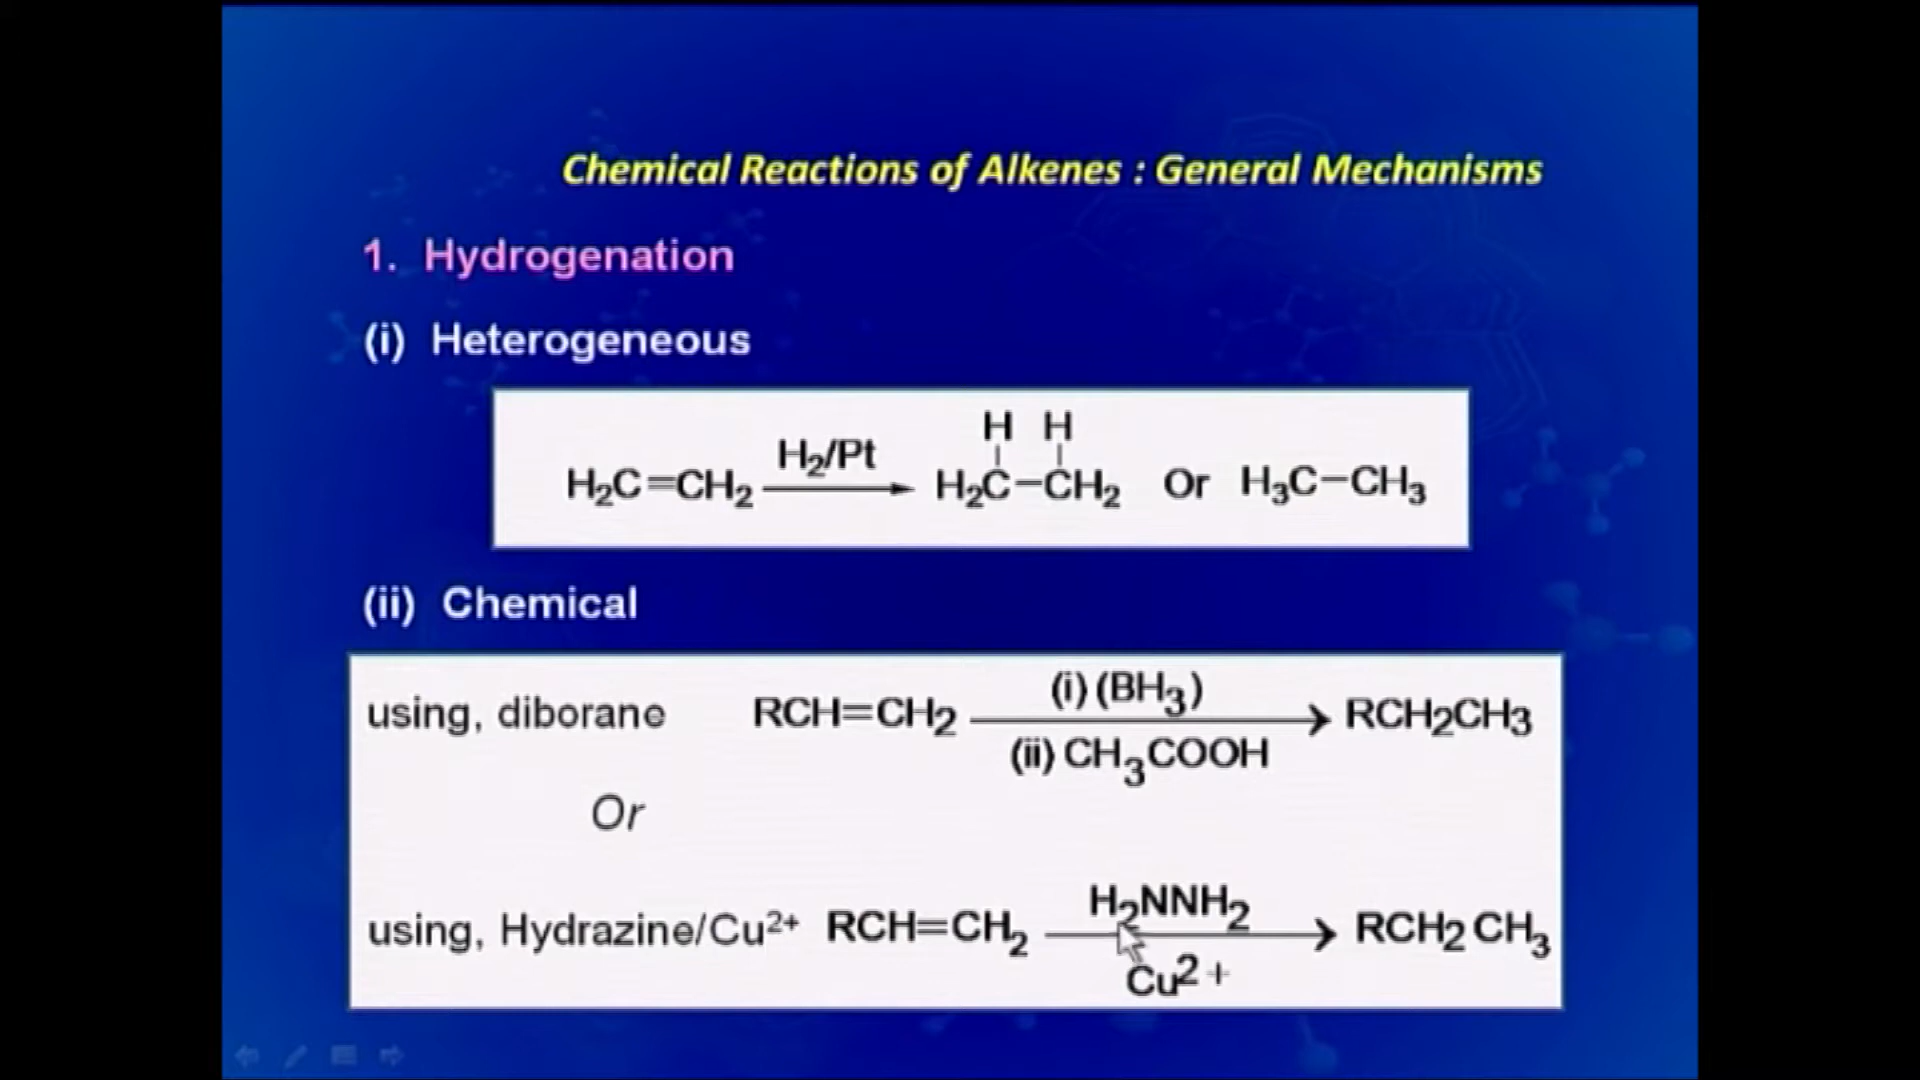 Chemical Reactions of Alkenes : General Mechanisms
1. Hydrogenation
(i) Heterogeneous
H H
H₂C=CH₂ H₂/Pt → H₂C-CH₂ Or H₃C-CH₃
(ii) Chemical
using, diborane RCH=CH₂ (i) (BH₃) → RCH₂CH₃
(ii) CH₃COOH
Or
using, Hydrazine/Cu²⁺ RCH=CH₂ H₂NNH₂ → RCH₂CH₃
Cu²⁺